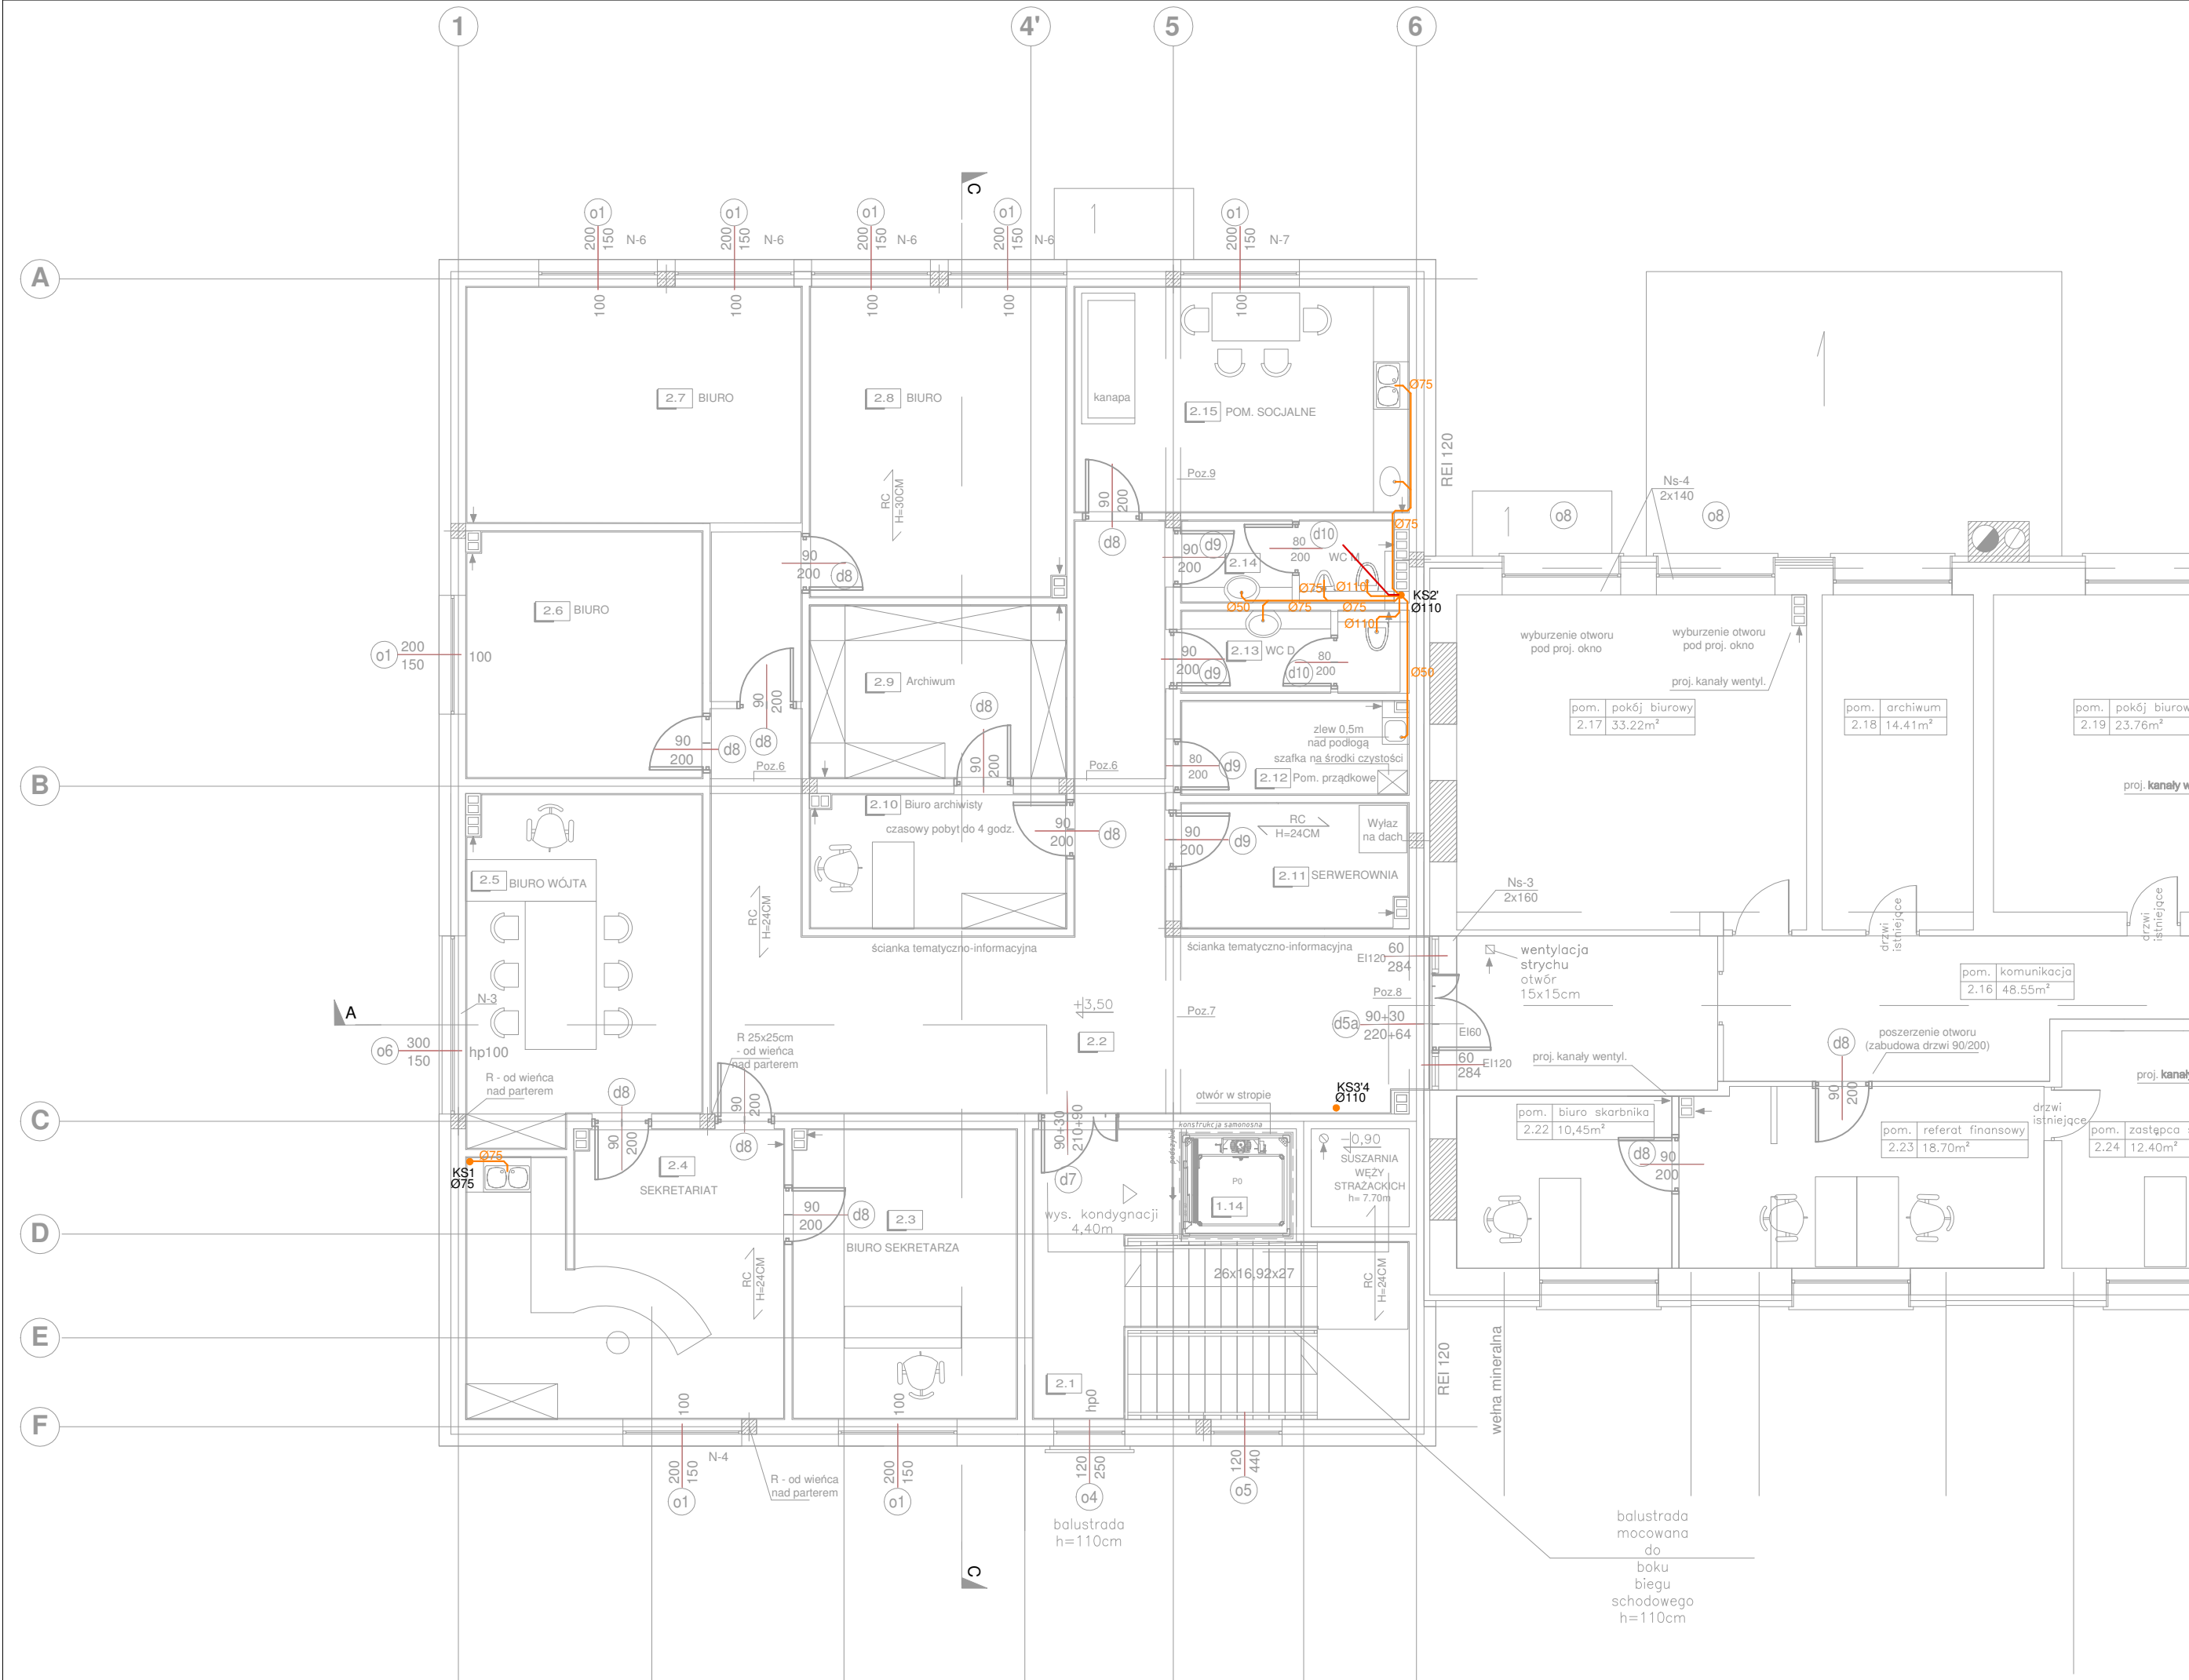 1
4'
5
6
A
B
C
D
E
F
C
o1
200
150
N-6
100
o1
200
150
N-6
100
o1
200
150
N-6
100
o1
200
150
N-6
100
o1
200
150
N-7
100
2.7 BIURO
2.8 BIURO
kanapa
2.15 POM. SOCJALNE
Ø75
REI 120
Poz.9
RC
H=30CM
90
200
d8
Ns-4
2x140
o8
o8
Ø75
90
200
d9
2.14
80
200
d10
WC M
90
200
d8
2.6 BIURO
Ø75
Ø110
Ø50
Ø75
Ø75
Ø110
KS2'
Ø110
o1
200
150
100
90
200
d9
2.13 WC D
80
200
d10
Ø50
wyburzenie otworu
pod proj. okno
wyburzenie otworu
pod proj. okno
proj. kanały wentyl.
2.9 Archiwum
d8
90
200
90
200
d8
90
200
d8
zlew 0,5m
nad podłogą
szafka na środki czystości
80
200
d9
2.12 Pom. prządkowe
pom. pokój biurowy
2.17 33.22m²
pom. archiwum
2.18 14.41m²
2.19 23.76m²
Poz.6
Poz.6
2.10 Biuro archiwisty
czasowy pobyt do 4 godz.
90
200
d8
90
200
d9
RC
H=24CM
Wyłaz
na dach
2.11 SERWEROWNIA
2.5 BIURO WÓJTA
RC
H=24CM
ścianka tematyczno-informacyjna
ścianka tematyczno-informacyjna
60
284
EI120
Ns-3
2x160
wentylacja
strychu
otwór
15x15cm
drzwi
istniejące
drzwi
istniejące
pom. komunikacja
2.16 48.55m²
N-3
A
o6
300
150
hp100
+3,50
Poz.7
Poz.8
d5a
90+30
220+64
EI60
60
284
EI120
2.2
R 25x25cm
- od wieńca
nad parterem
R - od wieńca
nad parterem
d8
90
200
90
200
d8
proj. kanały wentyl.
poszerzenie otworu
(zabudowa drzwi 90/200)
d8
90
200
KS3'4
Ø110
otwór w stropie
konstrukcja samonośna
90+30
210+90
d7
-0,90
SUSZARNIA
WĘŻY
STRAŻACKICH
h= 7.70m
P0
1.14
pom. biuro skarbnika
2.22 10,45m²
d8
90
200
pom. referat finansowy
2.23 18.70m²
drzwi
istniejące
2.24 12.40m²
Ø75
KS1
Ø75
2.4
SEKRETARIAT
90
200
d8
2.3
BIURO SEKRETARZA
wys. kondygnacji
4,40m
26x16,92x27
RC
H=24CM
RC
H=24CM
2.1
hp0
REI 120
wełna mineralna
100
100
200
150
N-4
o1
R - od wieńca
nad parterem
200
150
o1
120
250
o4
120
440
o5
balustrada
h=110cm
C
balustrada
mocowana
do
boku
biegu
schodowego
h=110cm